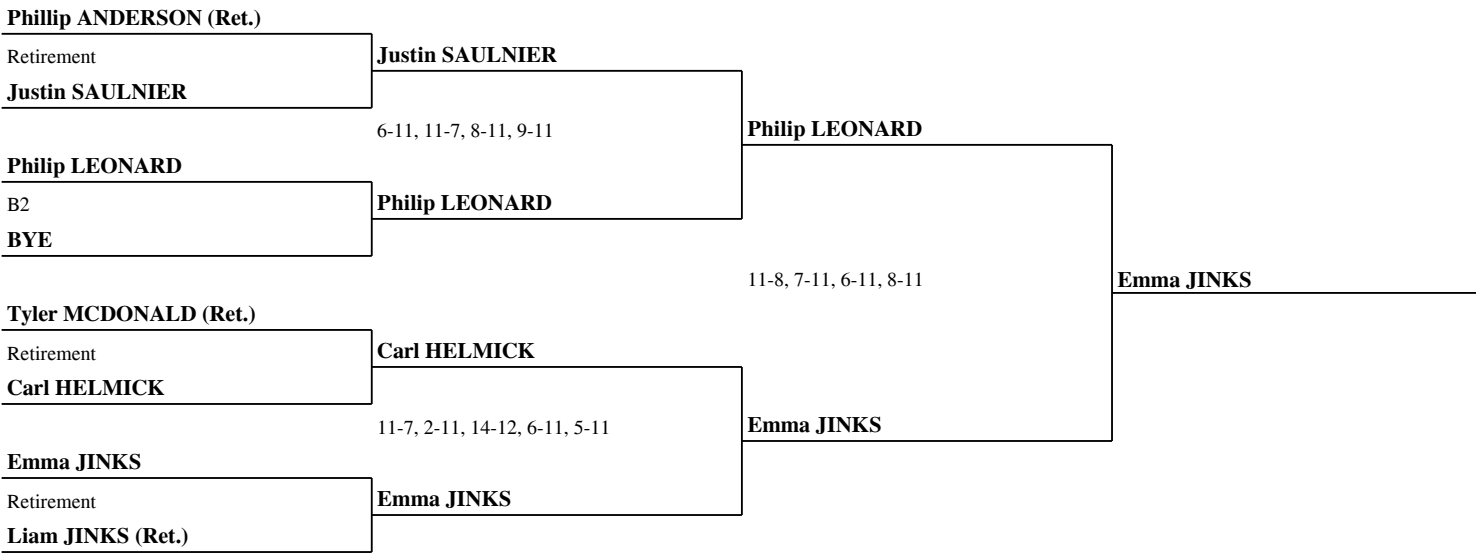 Phillip ANDERSON (Ret.)
Retirement
Justin SAULNIER
Justin SAULNIER
6-11, 11-7, 8-11, 9-11
Philip LEONARD
Philip LEONARD
B2
Philip LEONARD
BYE
11-8, 7-11, 6-11, 8-11
Emma JINKS
Tyler MCDONALD (Ret.)
Retirement
Carl HELMICK
Carl HELMICK
11-7, 2-11, 14-12, 6-11, 5-11
Emma JINKS
Emma JINKS
Retirement
Emma JINKS
Liam JINKS (Ret.)